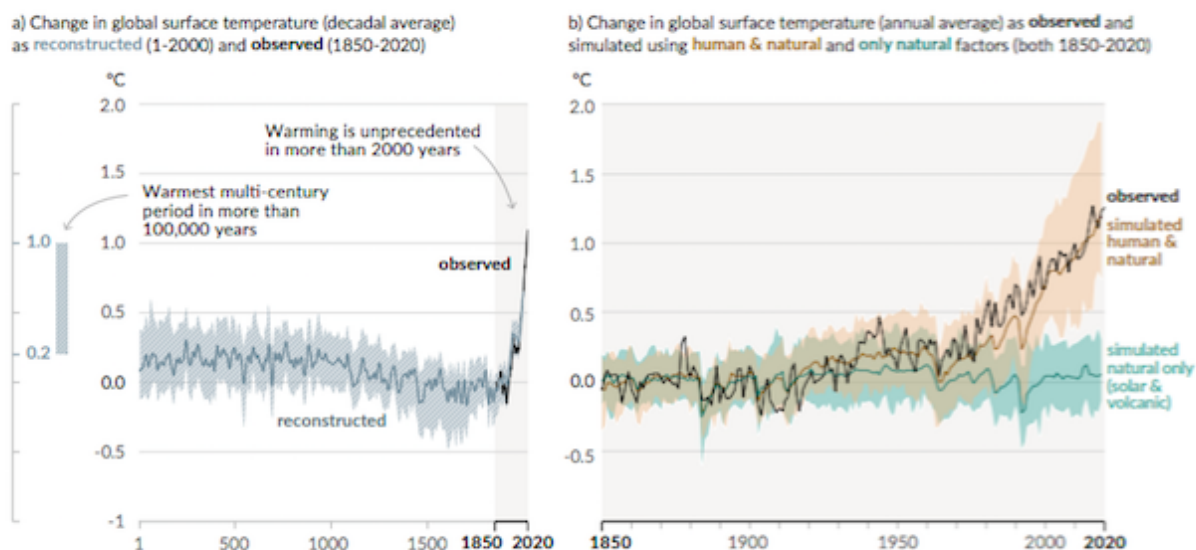 a) Change in global surface temperature (decadal average)
as reconstructed (1-2000) and observed (1850-2020)
°C
2.0
1.5
1.0
0.5
0.0
-0.5
-1
1.0
0.2
Warming is unprecedented
in more than 2000 years
Warmest multi-century
period in more than
100,000 years
observed
reconstructed
1 500 1000 1500 1850 2020
b) Change in global surface temperature (annual average) as observed and
simulated using human & natural and only natural factors (both 1850-2020)
°C
2.0
1.5
1.0
0.5
0.0
-0.5
observed
simulated
human &
natural
simulated
natural only
(solar &
volcanic)
1850 1900 1950 2000 2020